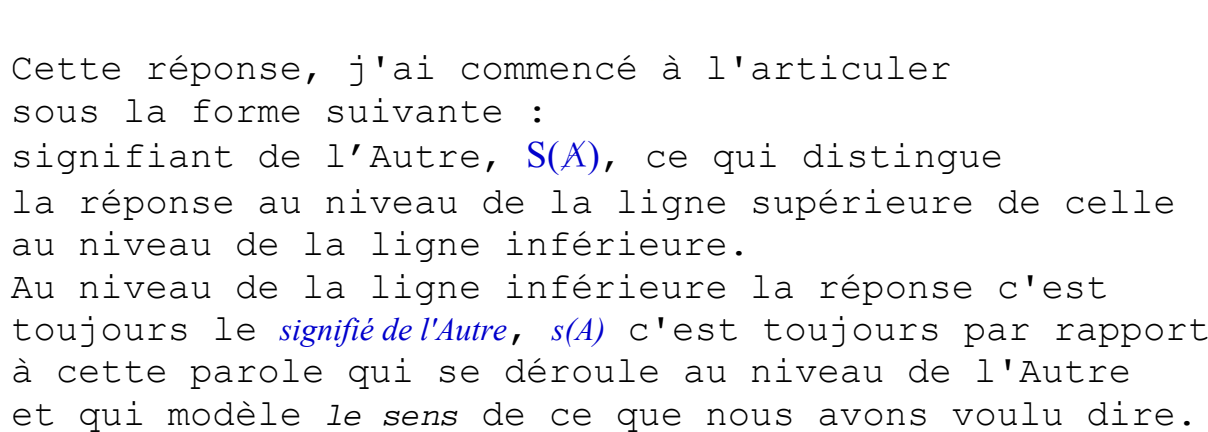 Cette réponse, j'ai commencé à l'articuler
sous la forme suivante :
signifiant de l’Autre, S(Ⱥ), ce qui distingue
la réponse au niveau de la ligne supérieure de celle
au niveau de la ligne inférieure.
Au niveau de la ligne inférieure la réponse c'est
toujours le signifié de l'Autre, s(A) c'est toujours par rapport
à cette parole qui se déroule au niveau de l'Autre
et qui modèle le sens de ce que nous avons voulu dire.